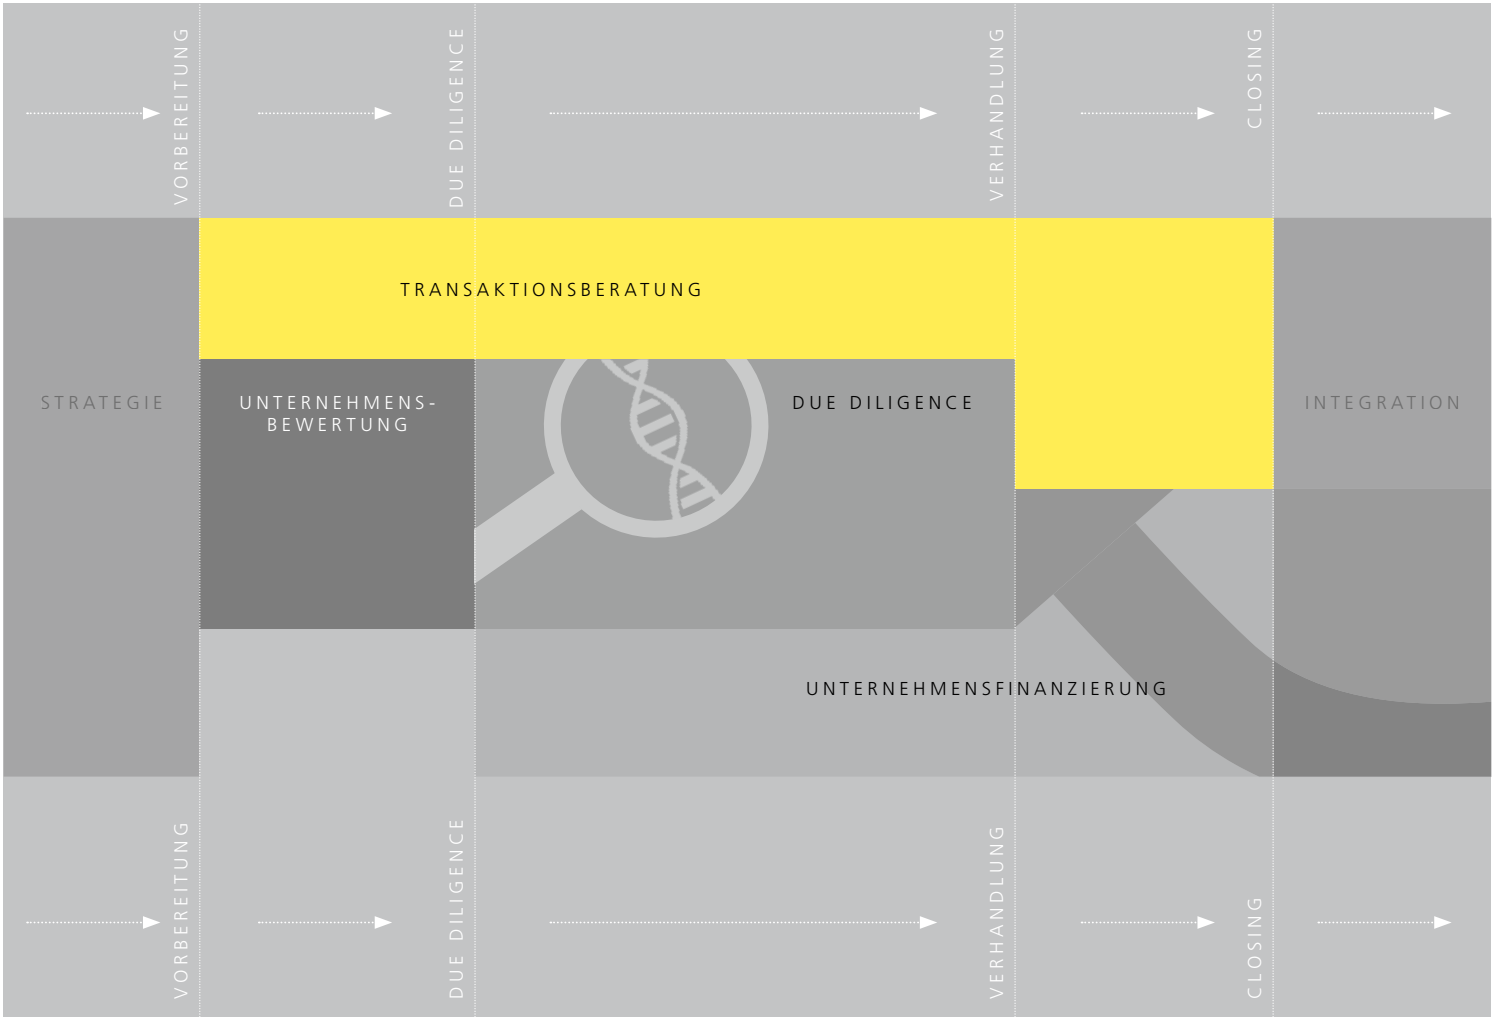 VORBEREITUNG
DUE DILIGENCE
VERHANDLUNG
CLOSING
TRANSAKTIONSBERATUNG
STRATEGIE
UNTERNEHMENS-
BEWERTUNG
DUE DILIGENCE
INTEGRATION
UNTERNEHMENSFINANZIERUNG
VORBEREITUNG
DUE DILIGENCE
VERHANDLUNG
CLOSING